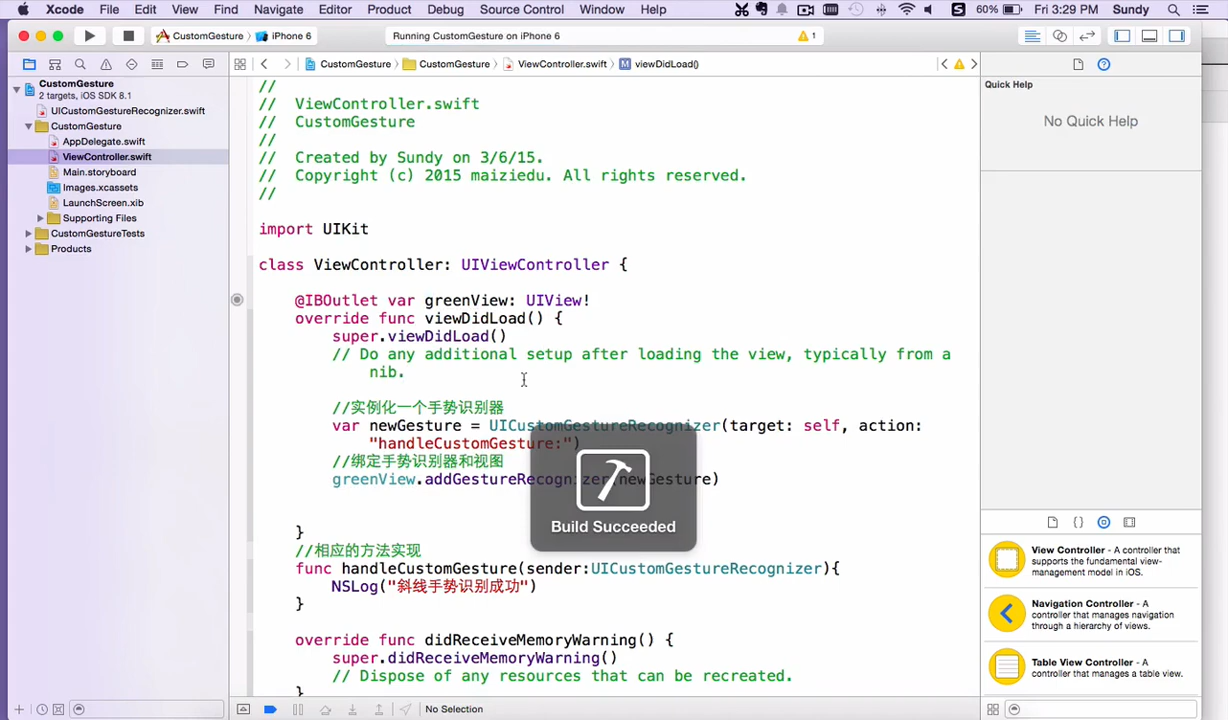 Xcode File Edit View Find Navigate Editor Product Debug Source Control Window Help 60% Fri 3:29 PM Sundy
CustomGesture iPhone 6 Running CustomGesture on iPhone 6 1
CustomGesture CustomGesture ViewController.swift viewDidLoad()
CustomGesture
2 targets, iOS SDK 8.1
UICustomGestureRecognizer.swift
CustomGesture
AppDelegate.swift
ViewController.swift
Main.storyboard
Images.xcassets
LaunchScreen.xib
Supporting Files
CustomGestureTests
Products
//
// ViewController.swift
// CustomGesture
//
// Created by Sundy on 3/6/15.
// Copyright (c) 2015 maiziedu. All rights reserved.
//
import UIKit
class ViewController: UIViewController {
@IBOutlet var greenView: UIView!
override func viewDidLoad() {
super.viewDidLoad()
// Do any additional setup after loading the view, typically from a
nib.
//实例化一个手势识别器
var newGesture = UICustomGestureRecognizer(target: self, action:
"handleCustomGesture:")
//绑定手势识别器和视图
greenView.addGestureRecognizer(newGesture)
}
//相应的方法实现
func handleCustomGesture(sender:UICustomGestureRecognizer){
NSLog("斜线手势识别成功")
}
override func didReceiveMemoryWarning() {
super.didReceiveMemoryWarning()
// Dispose of any resources that can be recreated.
}
Build Succeeded
No Selection
Quick Help
No Quick Help
View Controller - A controller that
supports the fundamental view-
management model in iOS.
Navigation Controller - A
controller that manages navigation
through a hierarchy of views.
Table View Controller - A
controller that manages a table view.